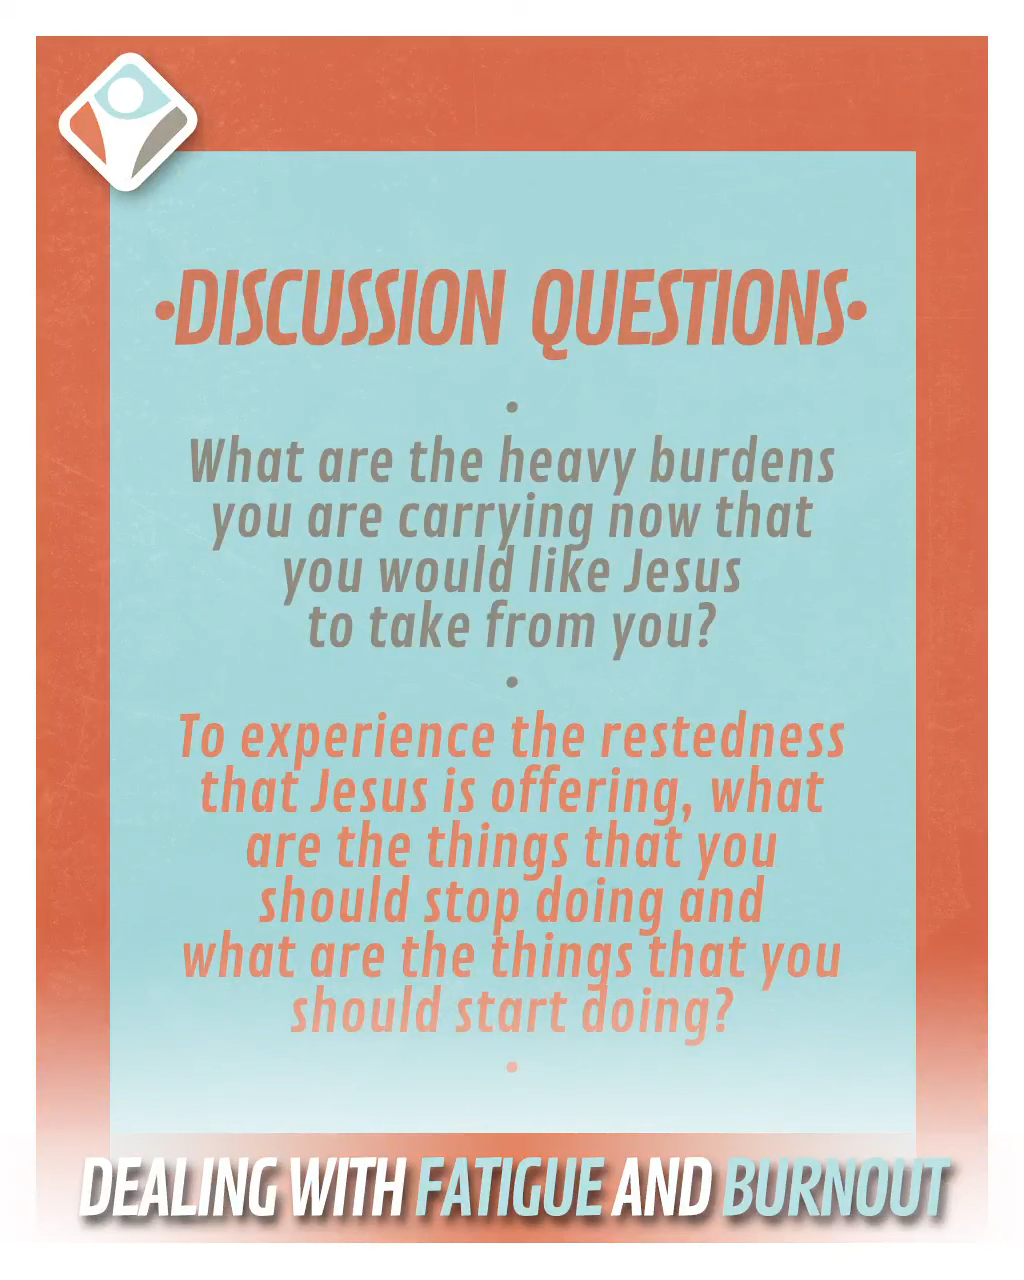 •DISCUSSION QUESTIONS•
•
What are the heavy burdens
you are carrying now that
you would like Jesus
to take from you?
•
To experience the restedness
that Jesus is offering, what
are the things that you
should stop doing and
what are the things that you
should start doing?
•
DEALING WITH FATIGUE AND BURNOUT